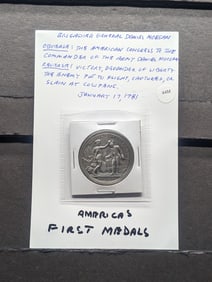 BRIGADIER GENERAL DANIEL MORGAN
OBVERSE: THE AMERICAN CONGRESS TO THE
COMMANDER OF THE ARMY DANIEL MORGAN
REVERSE: VICTORY, DEFENDER OF LIBERTY
THE ENEMY PUT TO FLIGHT, CAPTURED, OR
SLAIN AT COWPENS.
JANUARY 17, 1781
AMERICAS
FIRST MEDALS